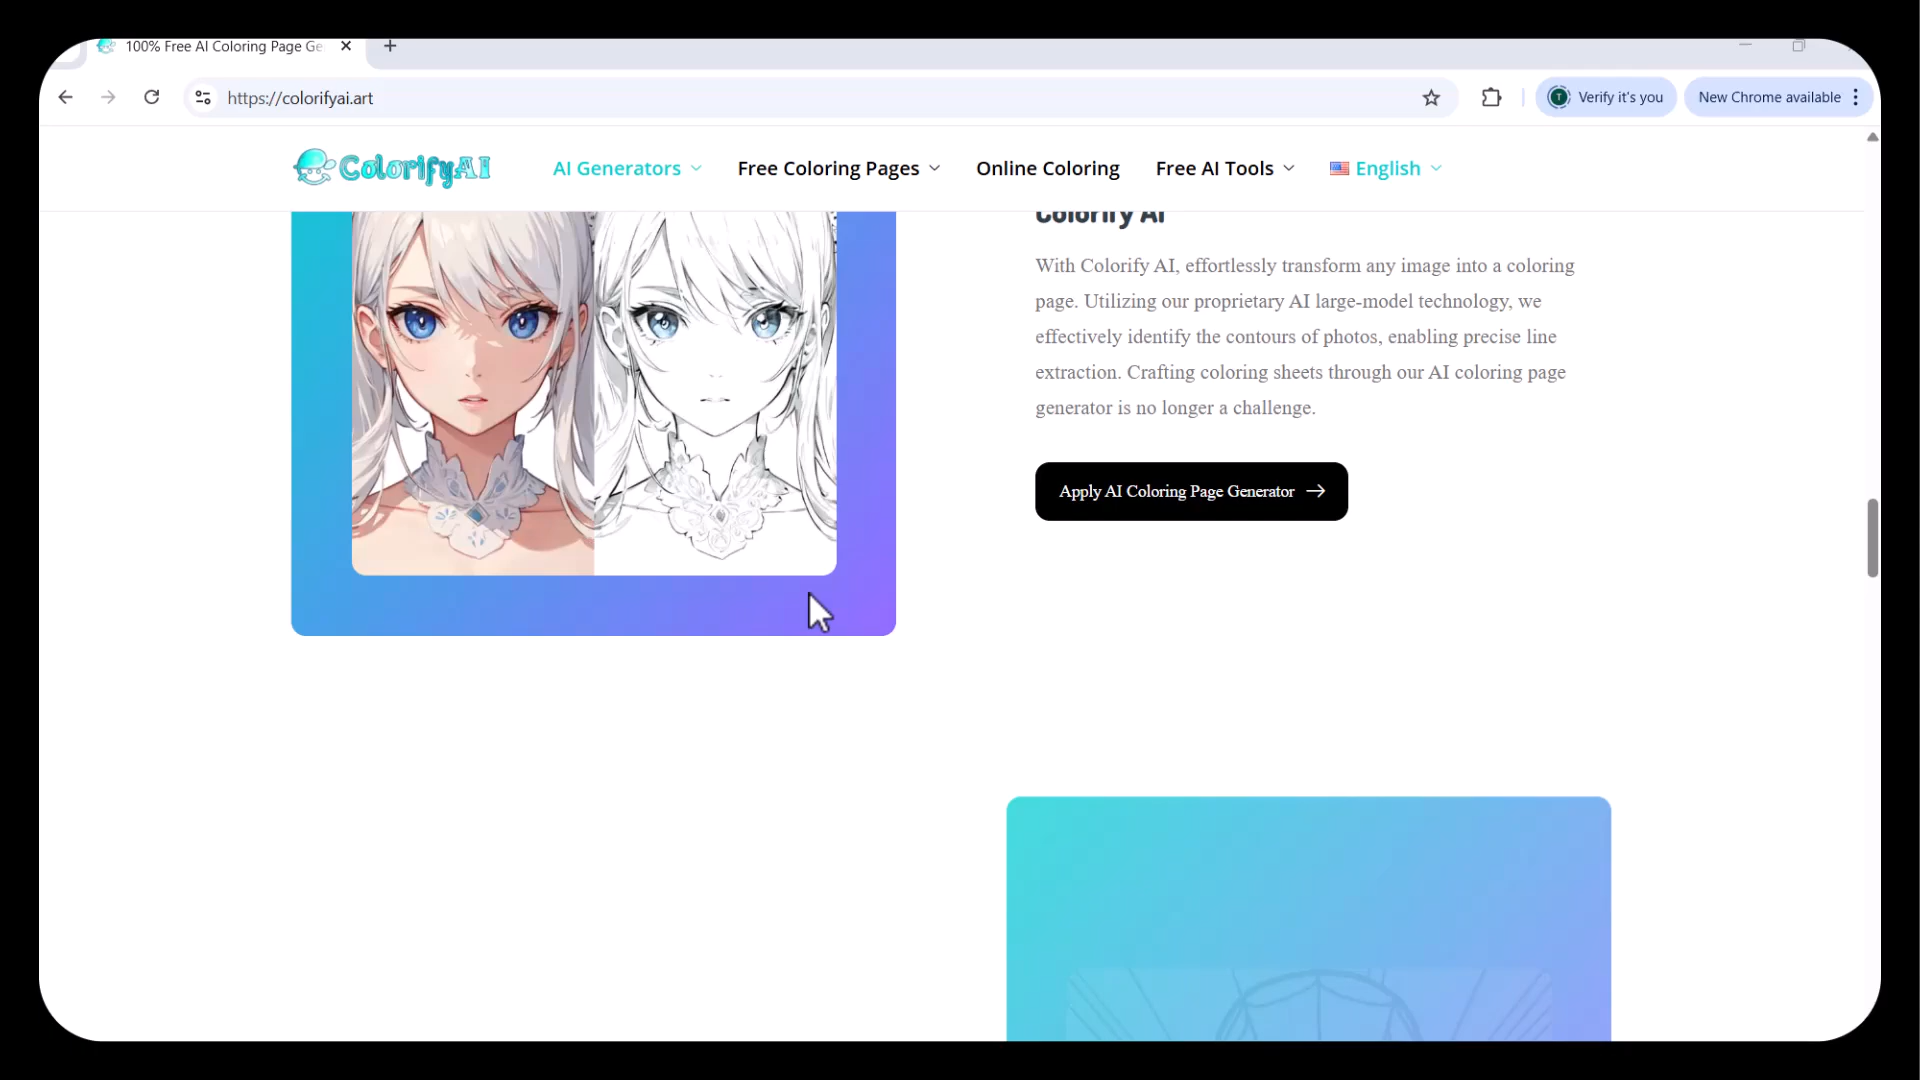 100% Free AI Coloring Page Ge
https://colorifyai.art
T
Verify it's you
New Chrome available
ColorifyAI
AI Generators
Free Coloring Pages
Online Coloring
Free AI Tools
English
Colorify AI
With Colorify AI, effortlessly transform any image into a coloring
page. Utilizing our proprietary AI large-model technology, we
effectively identify the contours of photos, enabling precise line
extraction. Crafting coloring sheets through our AI coloring page
generator is no longer a challenge.
Apply AI Coloring Page Generator